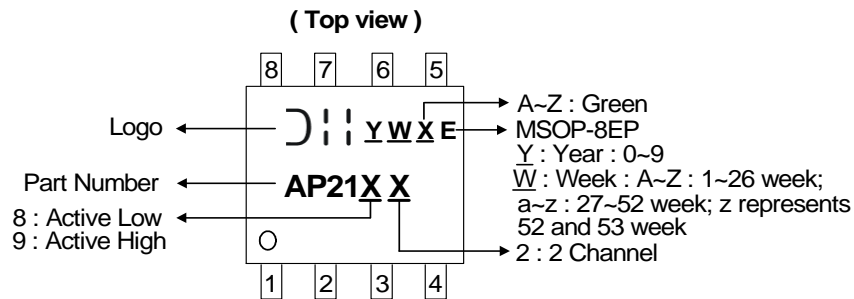 ( Top view )
8 7 6 5
A~Z : Green
Logo
Y W X E
MSOP-8EP
Y : Year : 0~9
Part Number
AP21X X
W : Week : A~Z : 1~26 week;
a~z : 27~52 week; z represents
52 and 53 week
8 : Active Low
9 : Active High
2 : 2 Channel
1 2 3 4